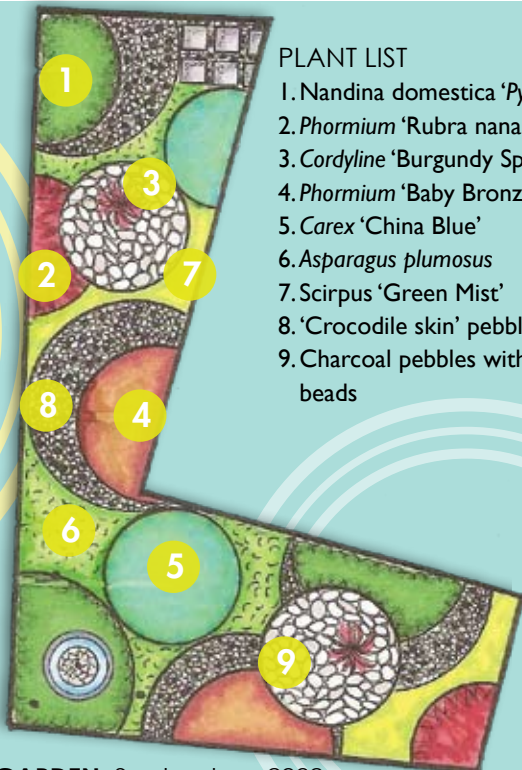 PLANT LIST
1. Nandina domestica 'Py
2. Phormium 'Rubra nana
3. Cordyline 'Burgundy Sp
4. Phormium 'Baby Bronz
5. Carex 'China Blue'
6. Asparagus plumosus
7. Scirpus 'Green Mist'
8. 'Crocodile skin' pebbl
9. Charcoal pebbles with
beads
1
3
2
7
8
4
6
5
9